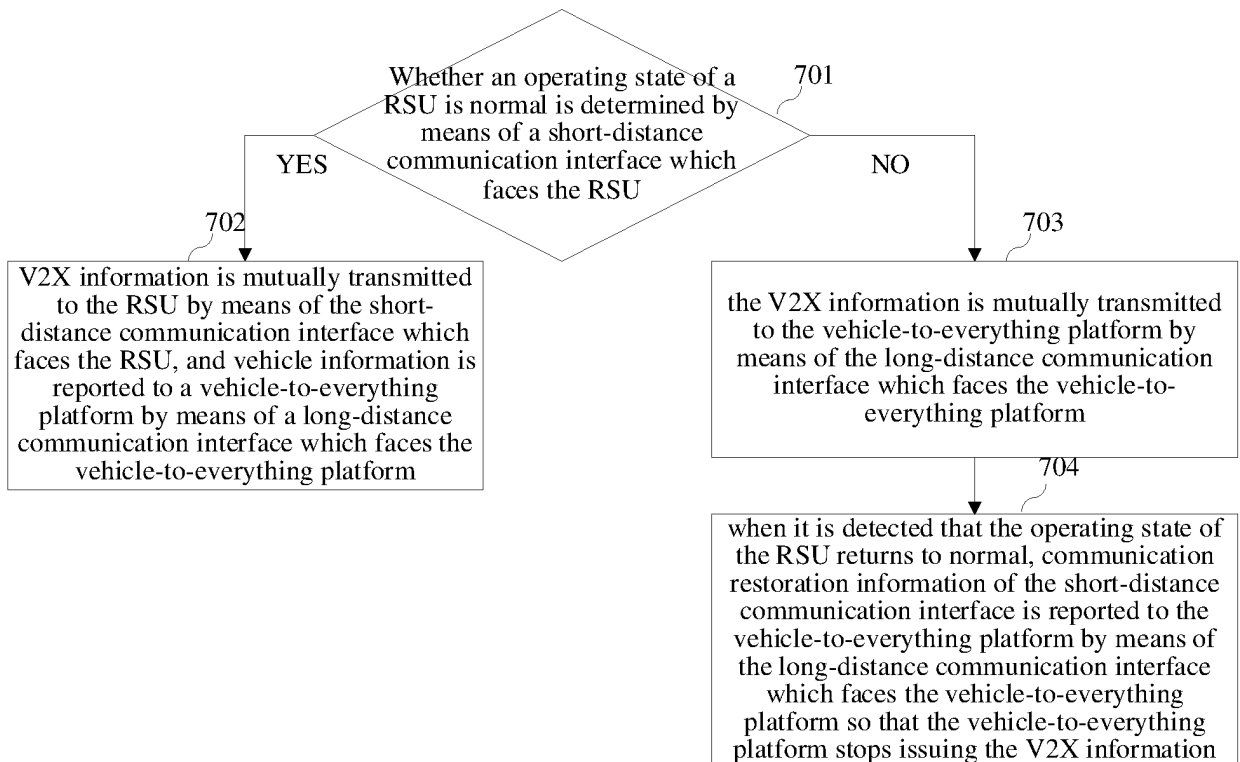 701
Whether an operating state of a
RSU is normal is determined by
means of a short-distance
communication interface which
faces the RSU
YES
NO
702
V2X information is mutually transmitted
to the RSU by means of the short-
distance communication interface which
faces the RSU, and vehicle information is
reported to a vehicle-to-everything
platform by means of a long-distance
communication interface which faces the
vehicle-to-everything platform
703
the V2X information is mutually transmitted
to the vehicle-to-everything platform by
means of the long-distance communication
interface which faces the vehicle-to-
everything platform
704
when it is detected that the operating state of
the RSU returns to normal, communication
restoration information of the short-distance
communication interface is reported to the
vehicle-to-everything platform by means of
the long-distance communication interface
which faces the vehicle-to-everything
platform so that the vehicle-to-everything
platform stops issuing the V2X information